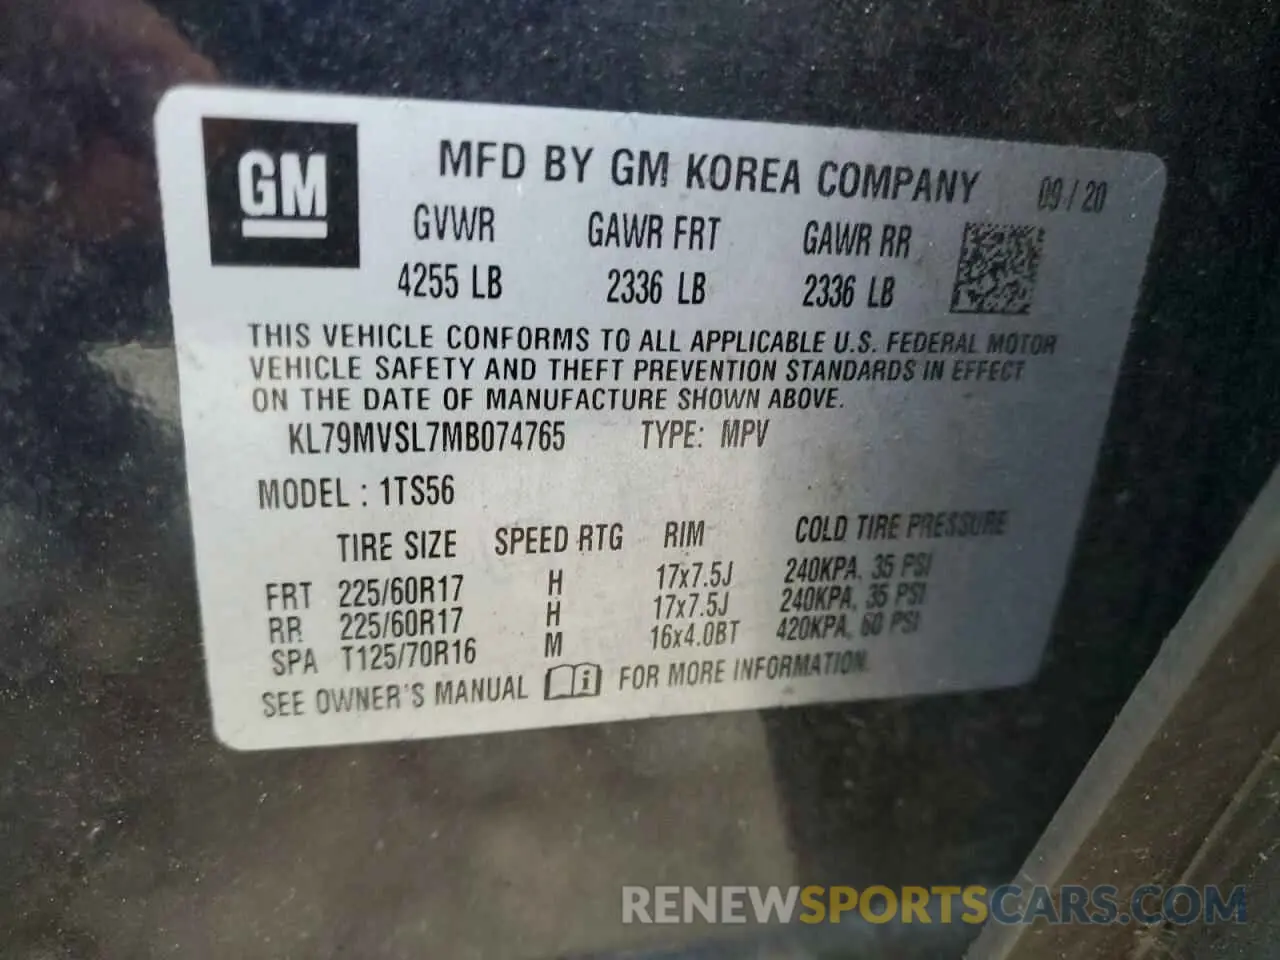 GM
MFD BY GM KOREA COMPANY 09/20
GVWR GAWR FRT GAWR RR
4255 LB 2336 LB 2336 LB
THIS VEHICLE CONFORMS TO ALL APPLICABLE U.S. FEDERAL MOTOR
VEHICLE SAFETY AND THEFT PREVENTION STANDARDS IN EFFECT
ON THE DATE OF MANUFACTURE SHOWN ABOVE.
KL79MVSL7MB074765 TYPE: MPV
MODEL : 1TS56
TIRE SIZE SPEED RTG RIM COLD TIRE PRESSURE
FRT 225/60R17 H 17x7.5J 240KPA, 35 PSI
RR 225/60R17 H 17x7.5J 240KPA, 35 PSI
SPA T125/70R16 M 16x4.0BT 420KPA, 60 PSI
SEE OWNER'S MANUAL FOR MORE INFORMATION.
RENEWSPORTSCARS.COM